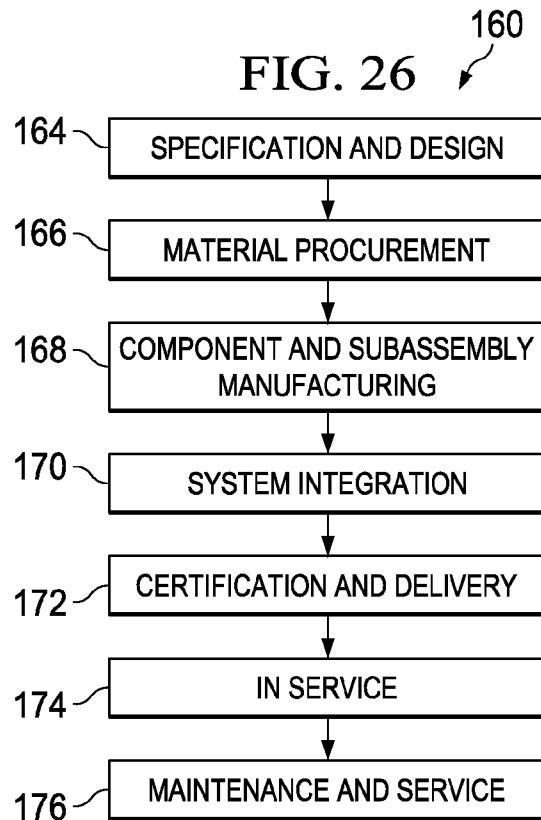 160
FIG. 26
164
SPECIFICATION AND DESIGN
166
MATERIAL PROCUREMENT
168
COMPONENT AND SUBASSEMBLY
MANUFACTURING
170
SYSTEM INTEGRATION
172
CERTIFICATION AND DELIVERY
174
IN SERVICE
176
MAINTENANCE AND SERVICE